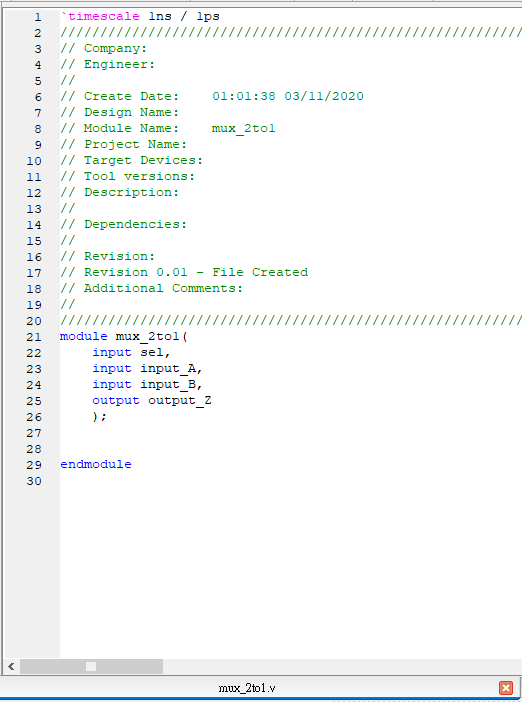 1 `timescale 1ns / 1ps
2 //////////////////////////////////////////////////////////
3 // Company:
4 // Engineer:
5 //
6 // Create Date:    01:01:38 03/11/2020
7 // Design Name:
8 // Module Name:    mux_2to1
9 // Project Name:
10 // Target Devices:
11 // Tool versions:
12 // Description:
13 //
14 // Dependencies:
15 //
16 // Revision:
17 // Revision 0.01 - File Created
18 // Additional Comments:
19 //
20 //////////////////////////////////////////////////////////
21 module mux_2to1(
22     input sel,
23     input input_A,
24     input input_B,
25     output output_Z
26     );
27
28
29 endmodule
30
mux_2to1.v